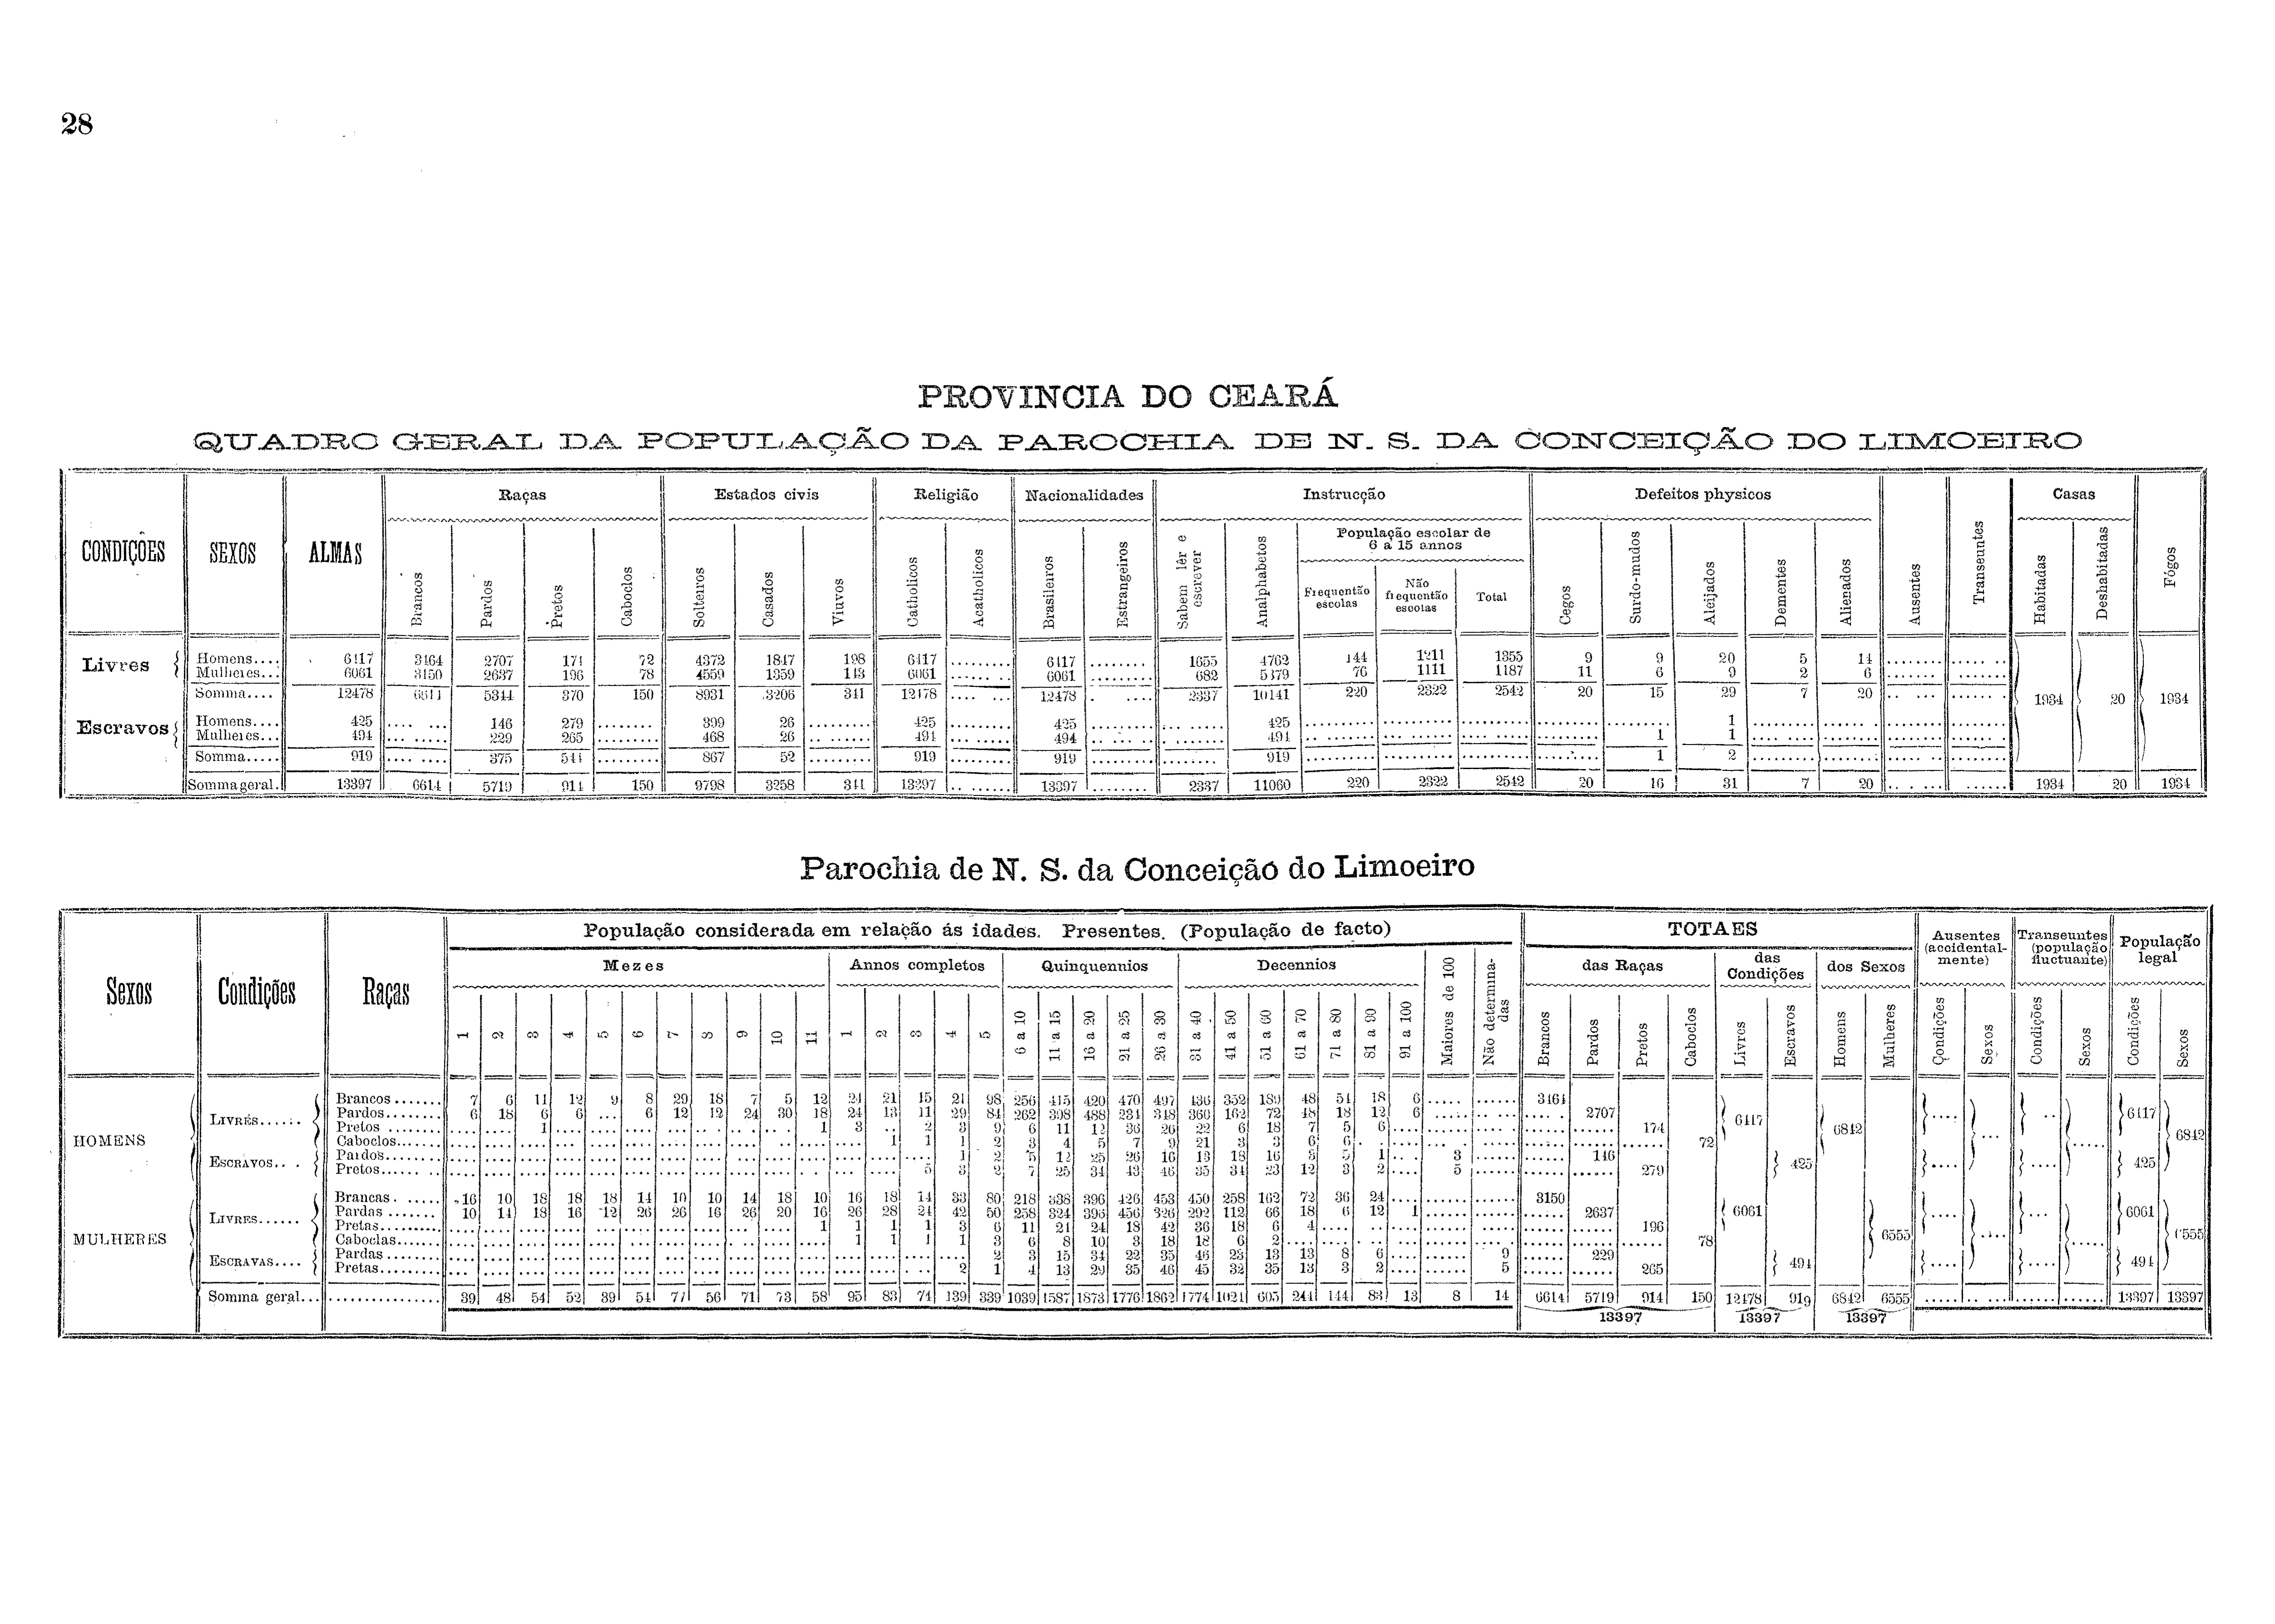 28
PROVINCIA DO CEARÁ
QUADRO GERAL DA POPULAÇÃO DA PAROCHIA DE N. S. DA CONCEIÇÃO DO LIMOEIRO
CONDIÇÕES SEXOS ALMAS Raças Estados civis Religião Nacionalidades Instrucção Defeitos physicos Ausentes Transeuntes Casas Fógos
Brancos Pardos Pretos Caboclos Solteiros Casados Viuvos Catholicos Acatholicos Brasileiros Estrangeiros Sabem lêr e escrever Analphabetos População escolar de 6 a 15 annos Cegos Surdo-mudos Aleijados Dementes Alienados Habitadas Deshabitadas
Frequentão escolas Não frequentão escolas Total
Livres Homens.... 6417 3464 2707 174 72 4372 1847 198 6417 6417 1655 4762 144 1211 1355 9 9 20 5 14
Mulheres... 6061 3150 2637 196 78 4559 1359 143 6061 6061 682 5379 76 1111 1187 11 6 9 2 6
Somma.... 12478 6614 5344 370 150 8931 3206 341 12478 12478 2337 10141 220 2322 2542 20 15 29 7 20 1934 20 1934
Escravos Homens.... 425 146 279 399 26 425 425 425 1
Mulheres... 494 229 265 468 26 494 494 494 1 1
Somma..... 919 375 544 867 52 919 919 919 1 2
Somma geral. 13397 6614 5719 914 150 9798 3258 341 13397 13397 2337 11060 220 2322 2542 20 16 31 7 20 1934 20 1934
Parochia de N. S. da Conceição do Limoeiro
Sexos Condições Raças População considerada em relação ás idades. Presentes. (População de facto) TOTAES Ausentes (accidentalmente) Transeuntes (população fluctuante) População legal
Mezes Annos completos Quinquennios Decennios Maiores de 100 Não determinadas das Raças das Condições dos Sexos
1 2 3 4 5 6 7 8 9 10 11 1 2 3 4 5 6 a 10 11 a 15 16 a 20 21 a 25 26 a 30 31 a 40 41 a 50 51 a 60 61 a 70 71 a 80 81 a 90 91 a 100 Brancos Pardos Pretos Caboclos Livros Escravos Homens Mulheres Condições Sexos Condições Sexos Condições Sexos
HOMENS LIVRES...... Brancos....... 7 6 11 12 9 8 29 18 7 5 12 21 21 15 21 98 256 415 420 470 497 436 352 189 48 51 18 6 3464
Pardos........ 6 18 6 6 ... 6 12 12 24 30 18 24 13 11 29 84 262 398 488 231 348 360 162 72 48 18 12 6 2707
Pretos ....... 1 1 3 2 3 9 6 11 12 36 26 22 6 18 7 5 6 174 6417 6842 6417 6842
Caboclos...... 1 1 1 2 3 4 5 7 9 21 3 3 6 6 72
ESCRAVOS... Pardos........ 1 2 5 12 25 26 16 13 18 16 3 5 1 3 146
Pretos........ 5 3 2 7 25 34 43 46 35 34 23 12 3 2 5 279 425 425
MULHERES LIVRES...... Brancas. ..... 16 10 18 18 18 14 10 10 14 18 10 16 18 14 33 80 218 338 396 426 453 450 258 162 72 36 24 3150
Pardas ....... 10 14 18 16 12 26 26 16 26 20 16 26 28 24 42 50 258 324 396 456 326 292 112 66 18 6 12 1 2637
Pretas......... 1 1 1 1 3 6 11 21 24 18 42 36 18 6 4 196 6061 6555 6061 6555
Caboclas....... 1 1 1 1 3 6 8 10 3 18 18 6 2 78
ESCRAVAS.... Pardas ........ 2 3 15 34 22 35 46 23 13 13 8 6 9 229
Pretas......... 2 1 4 13 29 35 46 45 32 35 13 3 2 5 265 494 494
Somma geral... 39 48 54 52 39 54 77 56 71 73 58 95 83 74 139 339 1039 1587 1873 1776 1862 1774 1021 605 244 144 83 13 8 14 6614 5719 914 150 12478 919 6842 6555 13397 13397
13397 13397 13397